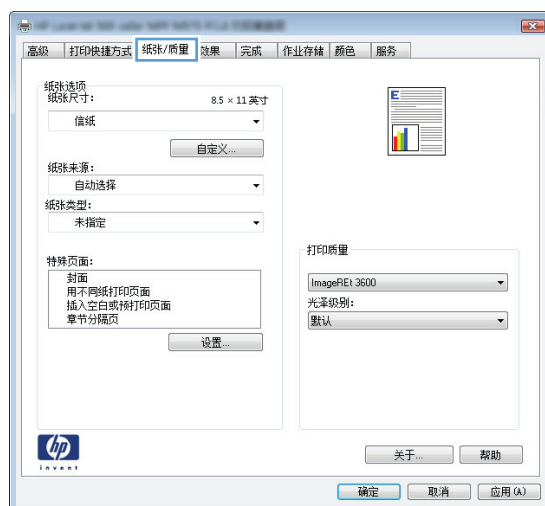 高级 打印快捷方式 纸张/质量 效果 完成 作业存储 颜色 服务
纸张选项
纸张尺寸: 8.5 × 11 英寸
信纸
自定义...
纸张来源:
自动选择
纸张类型:
未指定
特殊页面:
封面
用不同纸打印页面
插入空白或预打印页面
章节分隔页
设置...
E
打印质量
ImageREt 3600
光泽级别:
默认
hp
invent
关于... 帮助
确定 取消 应用(A)